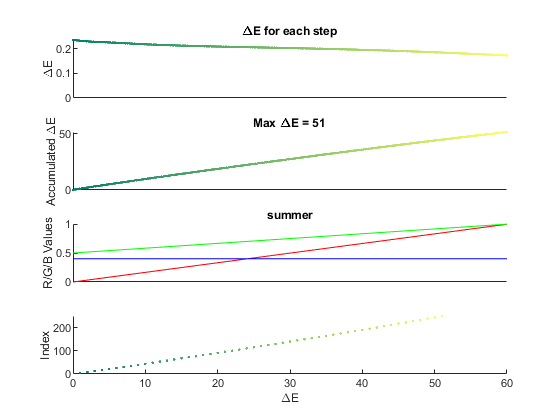 ΔE for each step
0.2
0.1
0
ΔE
Max ΔE = 51
50
0
Accumulated ΔE
summer
1
0.5
0
R/G/B Values
200
100
0
Index
0 10 20 30 40 50 60
ΔE